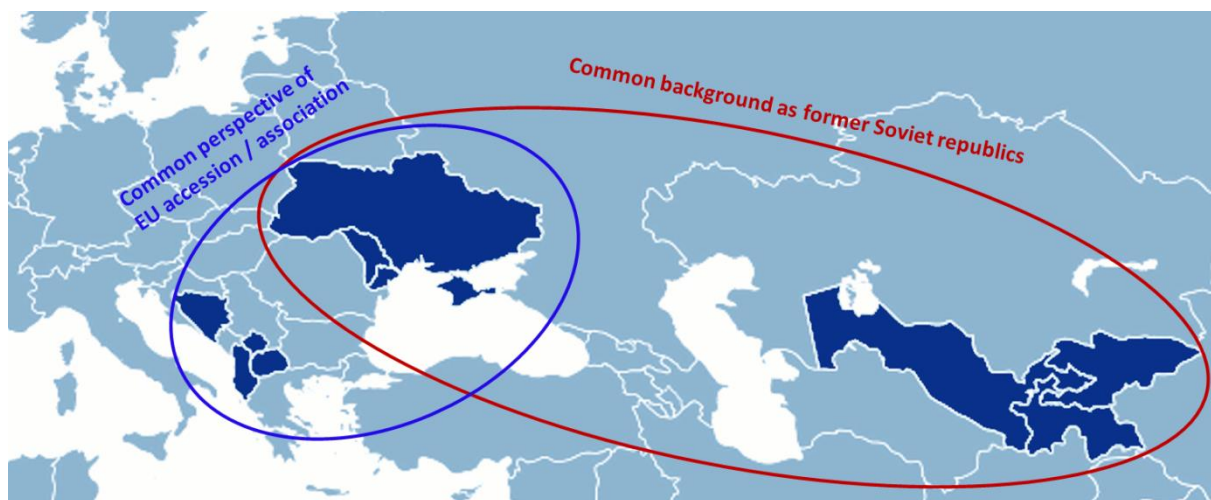 Common perspective of
EU accession / association
Common background as former Soviet republics